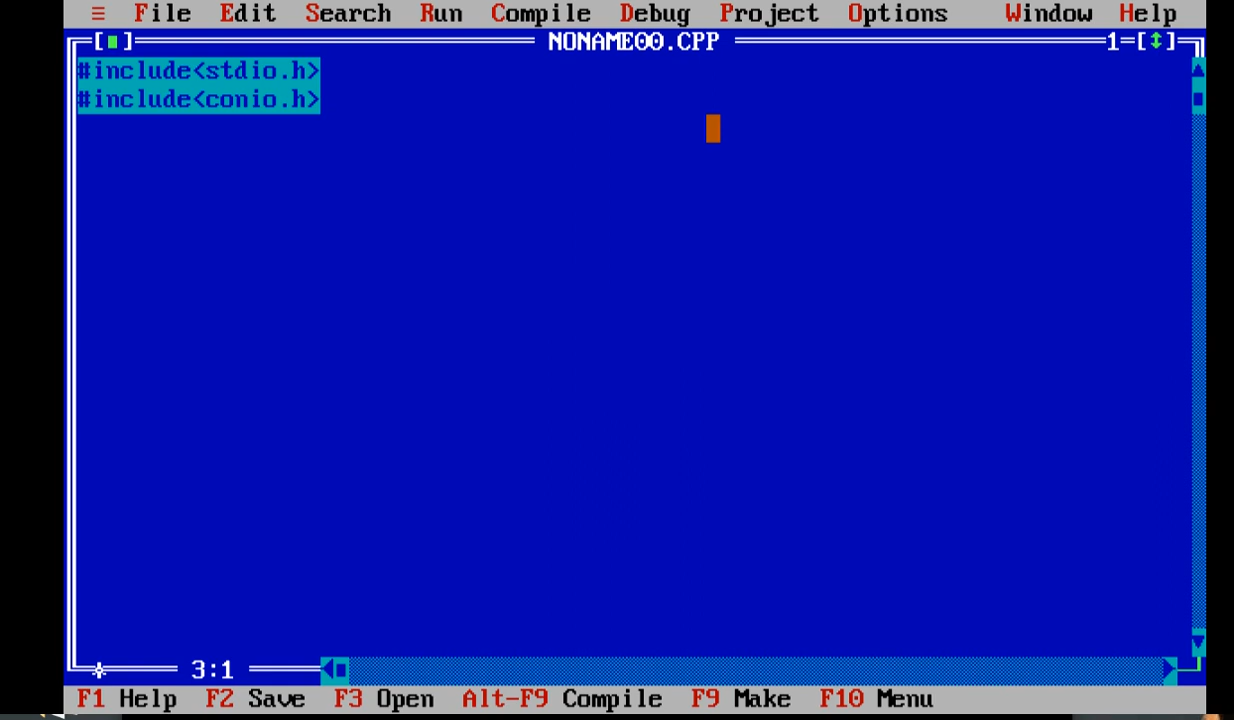 ≡ File Edit Search Run Compile Debug Project Options Window Help
[■] NONAME00.CPP 1=[↕]
#include<stdio.h>
#include<conio.h>
3:1
F1 Help F2 Save F3 Open Alt-F9 Compile F9 Make F10 Menu